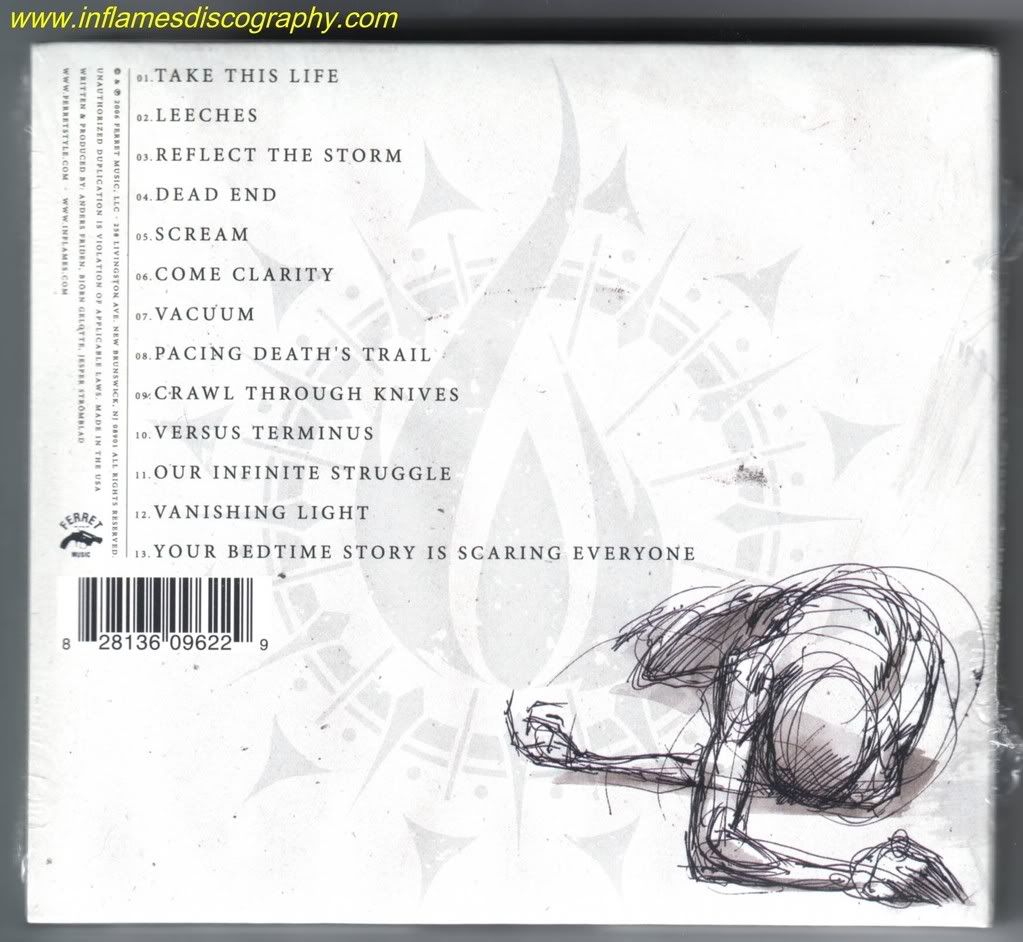 www.inflamesdiscography.com
01. TAKE THIS LIFE
02. LEECHES
03. REFLECT THE STORM
04. DEAD END
05. SCREAM
06. COME CLARITY
07. VACUUM
08. PACING DEATH'S TRAIL
09. CRAWL THROUGH KNIVES
10. VERSUS TERMINUS
11. OUR INFINITE STRUGGLE
12. VANISHING LIGHT
13. YOUR BEDTIME STORY IS SCARING EVERYONE
© & ℗ 2006 FERRET MUSIC, LLC · 258 LIVINGSTON AVE. NEW BRUNSWICK, NJ 08901 ALL RIGHTS RESERVED.
UNAUTHORIZED DUPLICATION IS VIOLATION OF APPLICABLE LAWS. MADE IN THE USA
WRITTEN & PRODUCED BY: ANDERS FRIDEN, BJÖRN GELOTTE, JESPER STRÖMBLAD
WWW.FERRETSTYLE.COM · WWW.INFLAMES.COM
FERRET
MUSIC
8 28136 09622 9